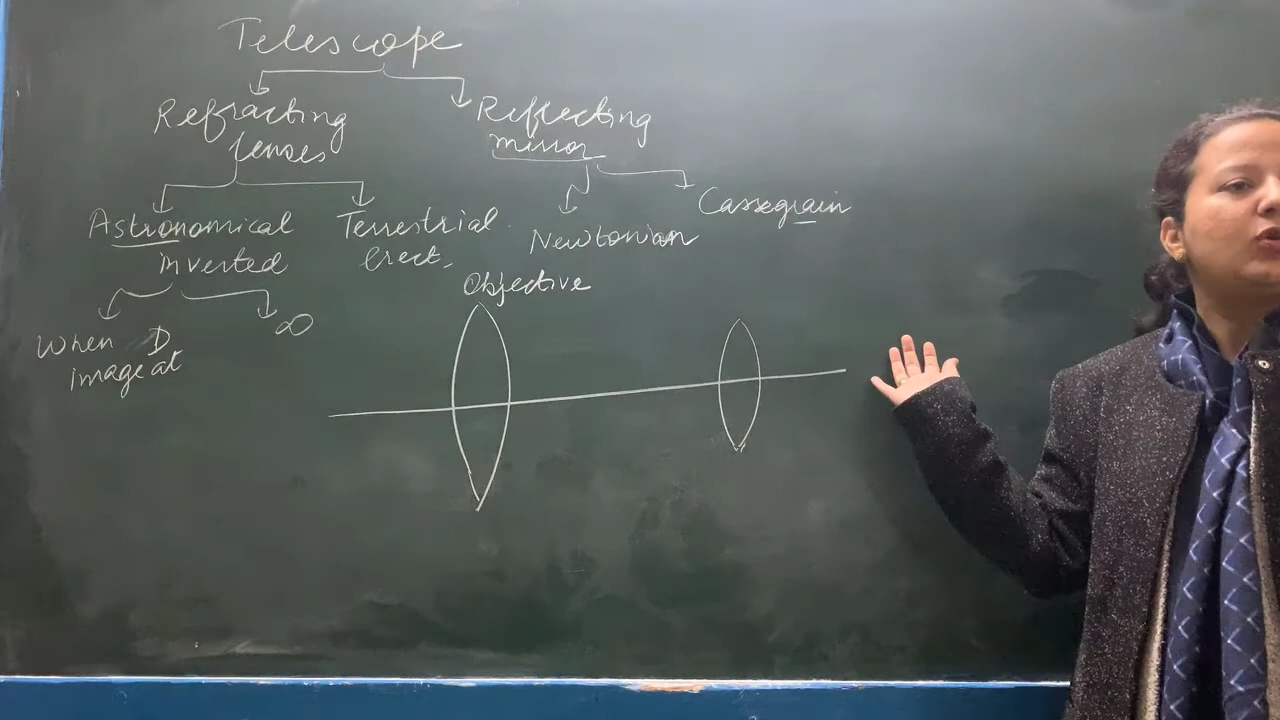 Telescope
Refracting
lenses
Reflecting
mirror
Astronomical
inverted
Terrestrial
Erect
Newtonian
Cassegrain
When D
image at
∞
Objective